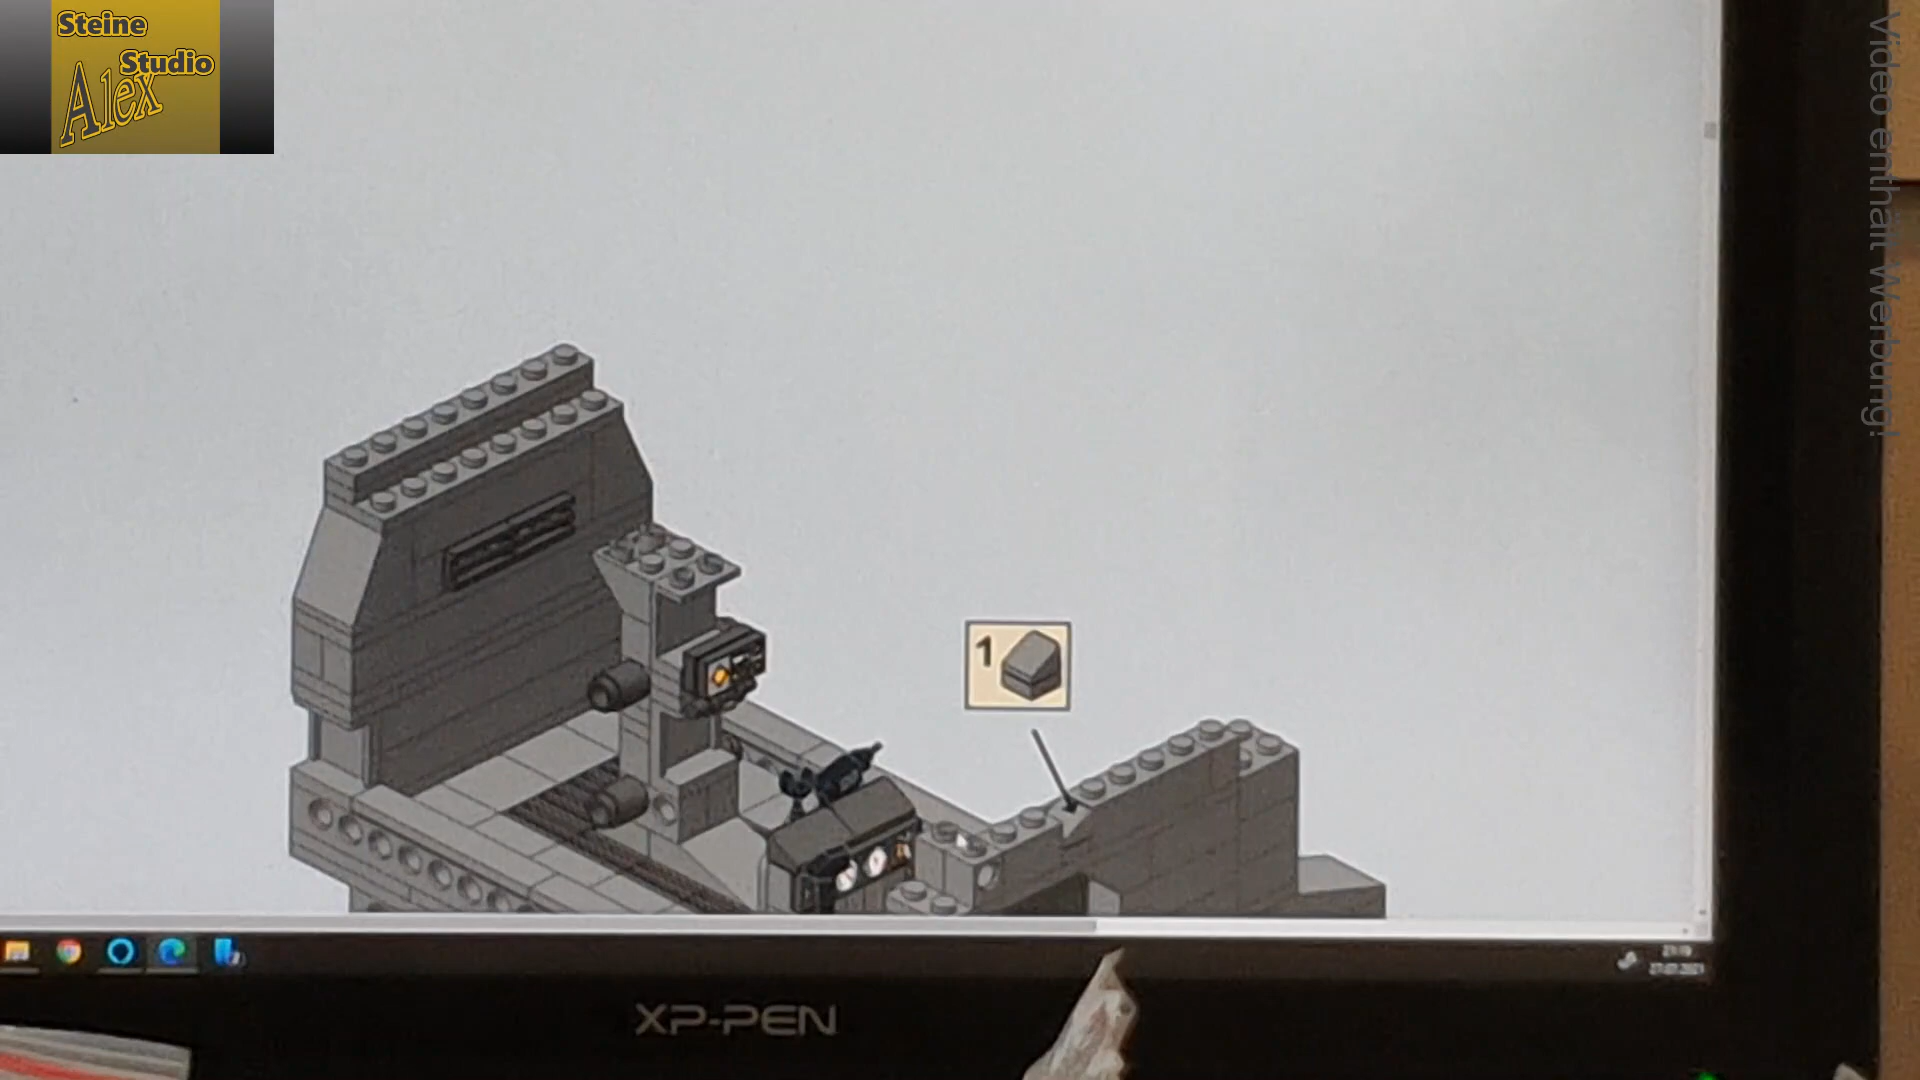 Steine
Studio
Alex
Video enthält Werbung!
1
XP-PEN